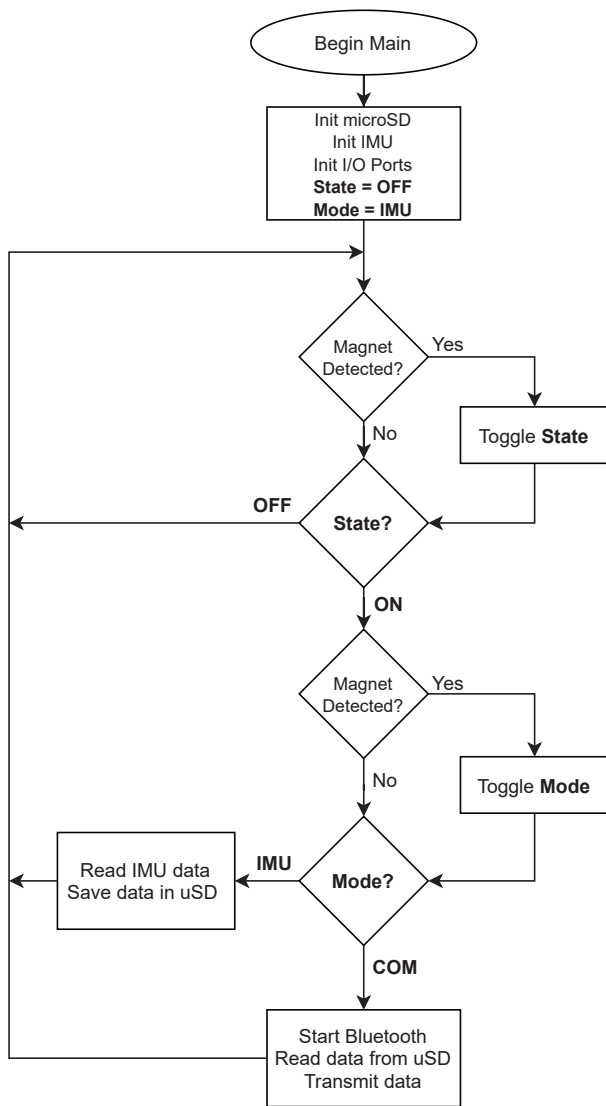 Begin Main
Init microSD
Init IMU
Init I/O Ports
State = OFF
Mode = IMU
Magnet
Detected?
Yes
No
Toggle State
OFF
State?
ON
Magnet
Detected?
Yes
No
Toggle Mode
Read IMU data
Save data in uSD
IMU
Mode?
COM
Start Bluetooth
Read data from uSD
Transmit data